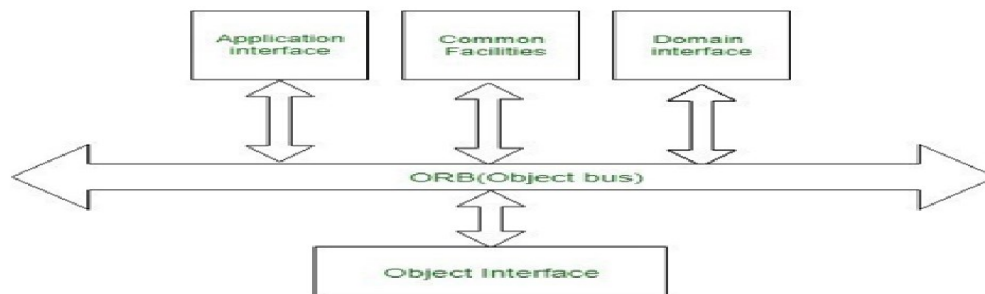 Application
interface
Common
Facilities
Domain
interface
ORB(Object bus)
Object Interface